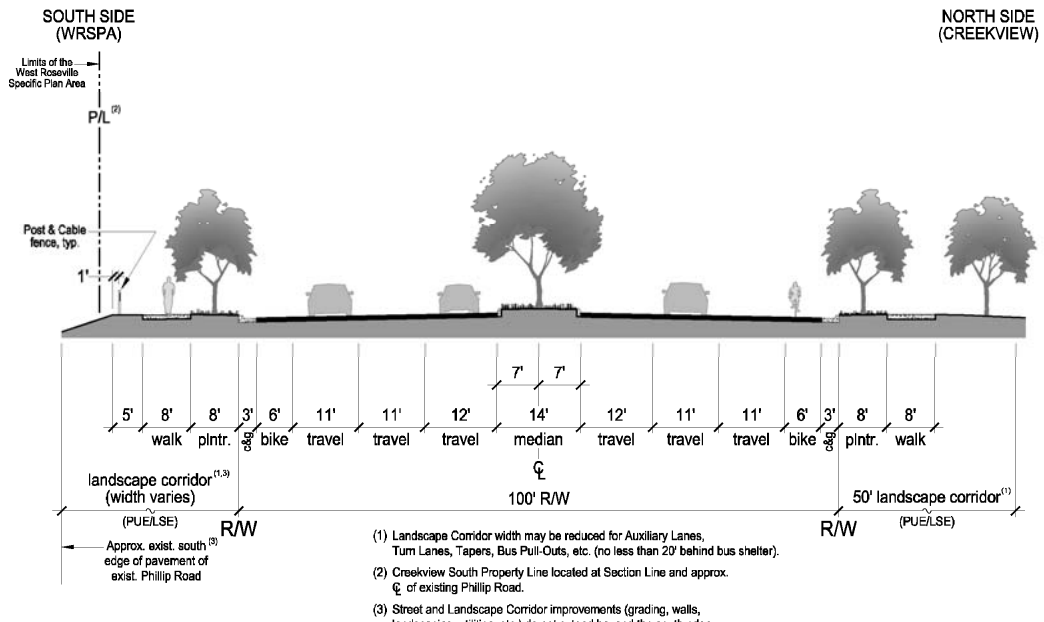 SOUTH SIDE
(WRSPA)
NORTH SIDE
(CREEKVIEW)
Limits of the
West Roseville
Specific Plan Area
P/L (2)
Post & Cable
fence, typ.
1'
7' 7'
5' 8' 8' 3' 6' 11' 11' 12' 14' 12' 11' 11' 6' 3' 8' 8'
walk plntr. c&g bike travel travel travel median travel travel travel bike c&g plntr. walk
℄
landscape corridor (1,3)
(width varies)
100' R/W
50' landscape corridor (1)
(PUE/LSE)
R/W
R/W
(PUE/LSE)
Approx. exist. south (3)
edge of pavement of
exist. Phillip Road
(1) Landscape Corridor width may be reduced for Auxiliary Lanes,
Turn Lanes, Tapers, Bus Pull-Outs, etc. (no less than 20' behind bus shelter).
(2) Creekview South Property Line located at Section Line and approx.
℄ of existing Phillip Road.
(3) Street and Landscape Corridor improvements (grading, walls,